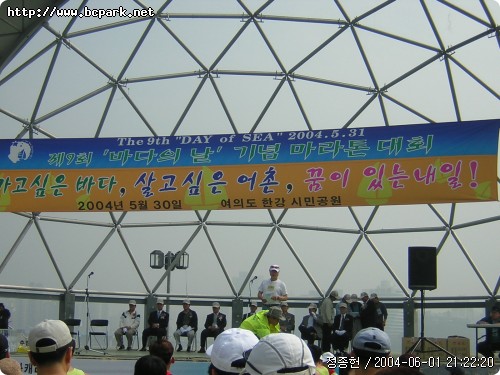 http://www.bcpark.net
The 9th "DAY of SEA" 2004.5.31
제9회 '바다의 날' 기념 마라톤 대회
가고싶은 바다, 살고싶은 어촌, 꿈이 있는 내일!
2004년 5월 30일 여의도 한강 시민공원
정종현 / 2004-06-01 21:22:20